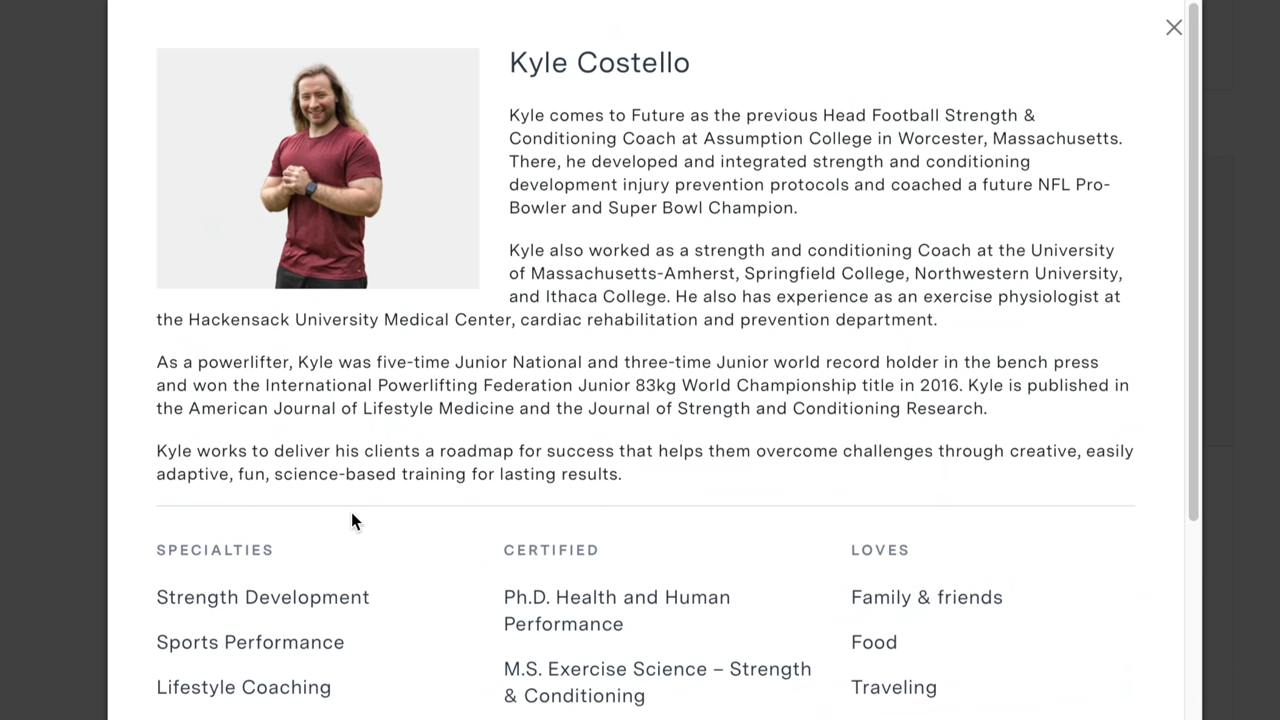 Kyle Costello
Kyle comes to Future as the previous Head Football Strength &
Conditioning Coach at Assumption College in Worcester, Massachusetts.
There, he developed and integrated strength and conditioning
development injury prevention protocols and coached a future NFL Pro-
Bowler and Super Bowl Champion.
Kyle also worked as a strength and conditioning Coach at the University
of Massachusetts-Amherst, Springfield College, Northwestern University,
and Ithaca College. He also has experience as an exercise physiologist at
the Hackensack University Medical Center, cardiac rehabilitation and prevention department.
As a powerlifter, Kyle was five-time Junior National and three-time Junior world record holder in the bench press
and won the International Powerlifting Federation Junior 83kg World Championship title in 2016. Kyle is published in
the American Journal of Lifestyle Medicine and the Journal of Strength and Conditioning Research.
Kyle works to deliver his clients a roadmap for success that helps them overcome challenges through creative, easily
adaptive, fun, science-based training for lasting results.
SPECIALTIES
Strength Development
Sports Performance
Lifestyle Coaching
CERTIFIED
Ph.D. Health and Human
Performance
M.S. Exercise Science – Strength
& Conditioning
LOVES
Family & friends
Food
Traveling